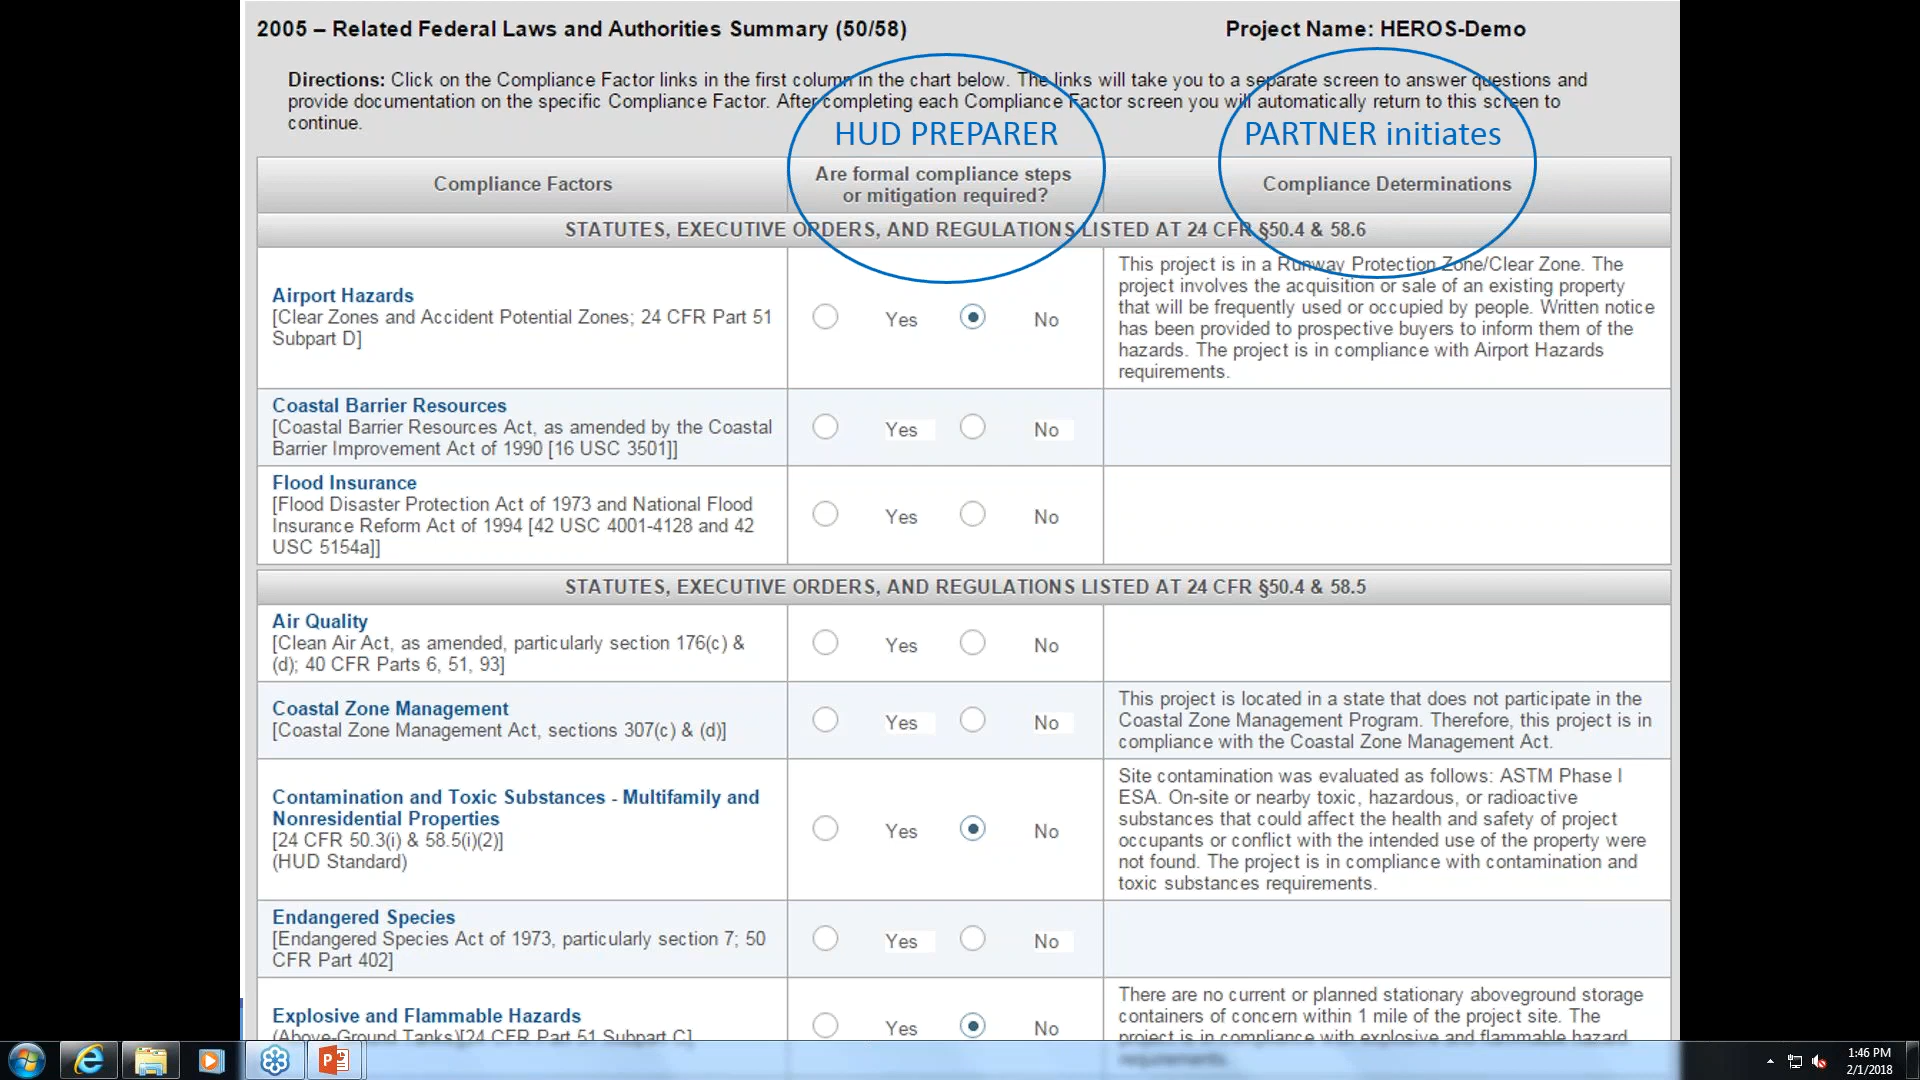 2005 – Related Federal Laws and Authorities Summary (50/58)
Project Name: HEROS-Demo
Directions: Click on the Compliance Factor links in the first column in the chart below. The links will take you to a separate screen to answer questions and
provide documentation on the specific Compliance Factor. After completing each Compliance Factor screen you will automatically return to this screen to
continue.
HUD PREPARER
PARTNER initiates
Compliance Factors
Are formal compliance steps
or mitigation required?
Compliance Determinations
STATUTES, EXECUTIVE ORDERS, AND REGULATIONS LISTED AT 24 CFR §50.4 & 58.6
Airport Hazards
[Clear Zones and Accident Potential Zones; 24 CFR Part 51
Subpart D]
Yes
No
This project is in a Runway Protection Zone/Clear Zone. The
project involves the acquisition or sale of an existing property
that will be frequently used or occupied by people. Written notice
has been provided to prospective buyers to inform them of the
hazards. The project is in compliance with Airport Hazards
requirements.
Coastal Barrier Resources
[Coastal Barrier Resources Act, as amended by the Coastal
Barrier Improvement Act of 1990 [16 USC 3501]]
Yes
No
Flood Insurance
[Flood Disaster Protection Act of 1973 and National Flood
Insurance Reform Act of 1994 [42 USC 4001-4128 and 42
USC 5154a]]
Yes
No
STATUTES, EXECUTIVE ORDERS, AND REGULATIONS LISTED AT 24 CFR §50.4 & 58.5
Air Quality
[Clean Air Act, as amended, particularly section 176(c) &
(d); 40 CFR Parts 6, 51, 93]
Yes
No
Coastal Zone Management
[Coastal Zone Management Act, sections 307(c) & (d)]
Yes
No
This project is located in a state that does not participate in the
Coastal Zone Management Program. Therefore, this project is in
compliance with the Coastal Zone Management Act.
Contamination and Toxic Substances - Multifamily and
Nonresidential Properties
[24 CFR 50.3(i) & 58.5(i)(2)]
(HUD Standard)
Yes
No
Site contamination was evaluated as follows: ASTM Phase I
ESA. On-site or nearby toxic, hazardous, or radioactive
substances that could affect the health and safety of project
occupants or conflict with the intended use of the property were
not found. The project is in compliance with contamination and
toxic substances requirements.
Endangered Species
[Endangered Species Act of 1973, particularly section 7; 50
CFR Part 402]
Yes
No
Explosive and Flammable Hazards
(Above-Ground Tanks)[24 CFR Part 51 Subpart C]
Yes
No
There are no current or planned stationary aboveground storage
containers of concern within 1 mile of the project site. The
project is in compliance with explosive and flammable hazard
requirements.
1:46 PM
2/1/2018